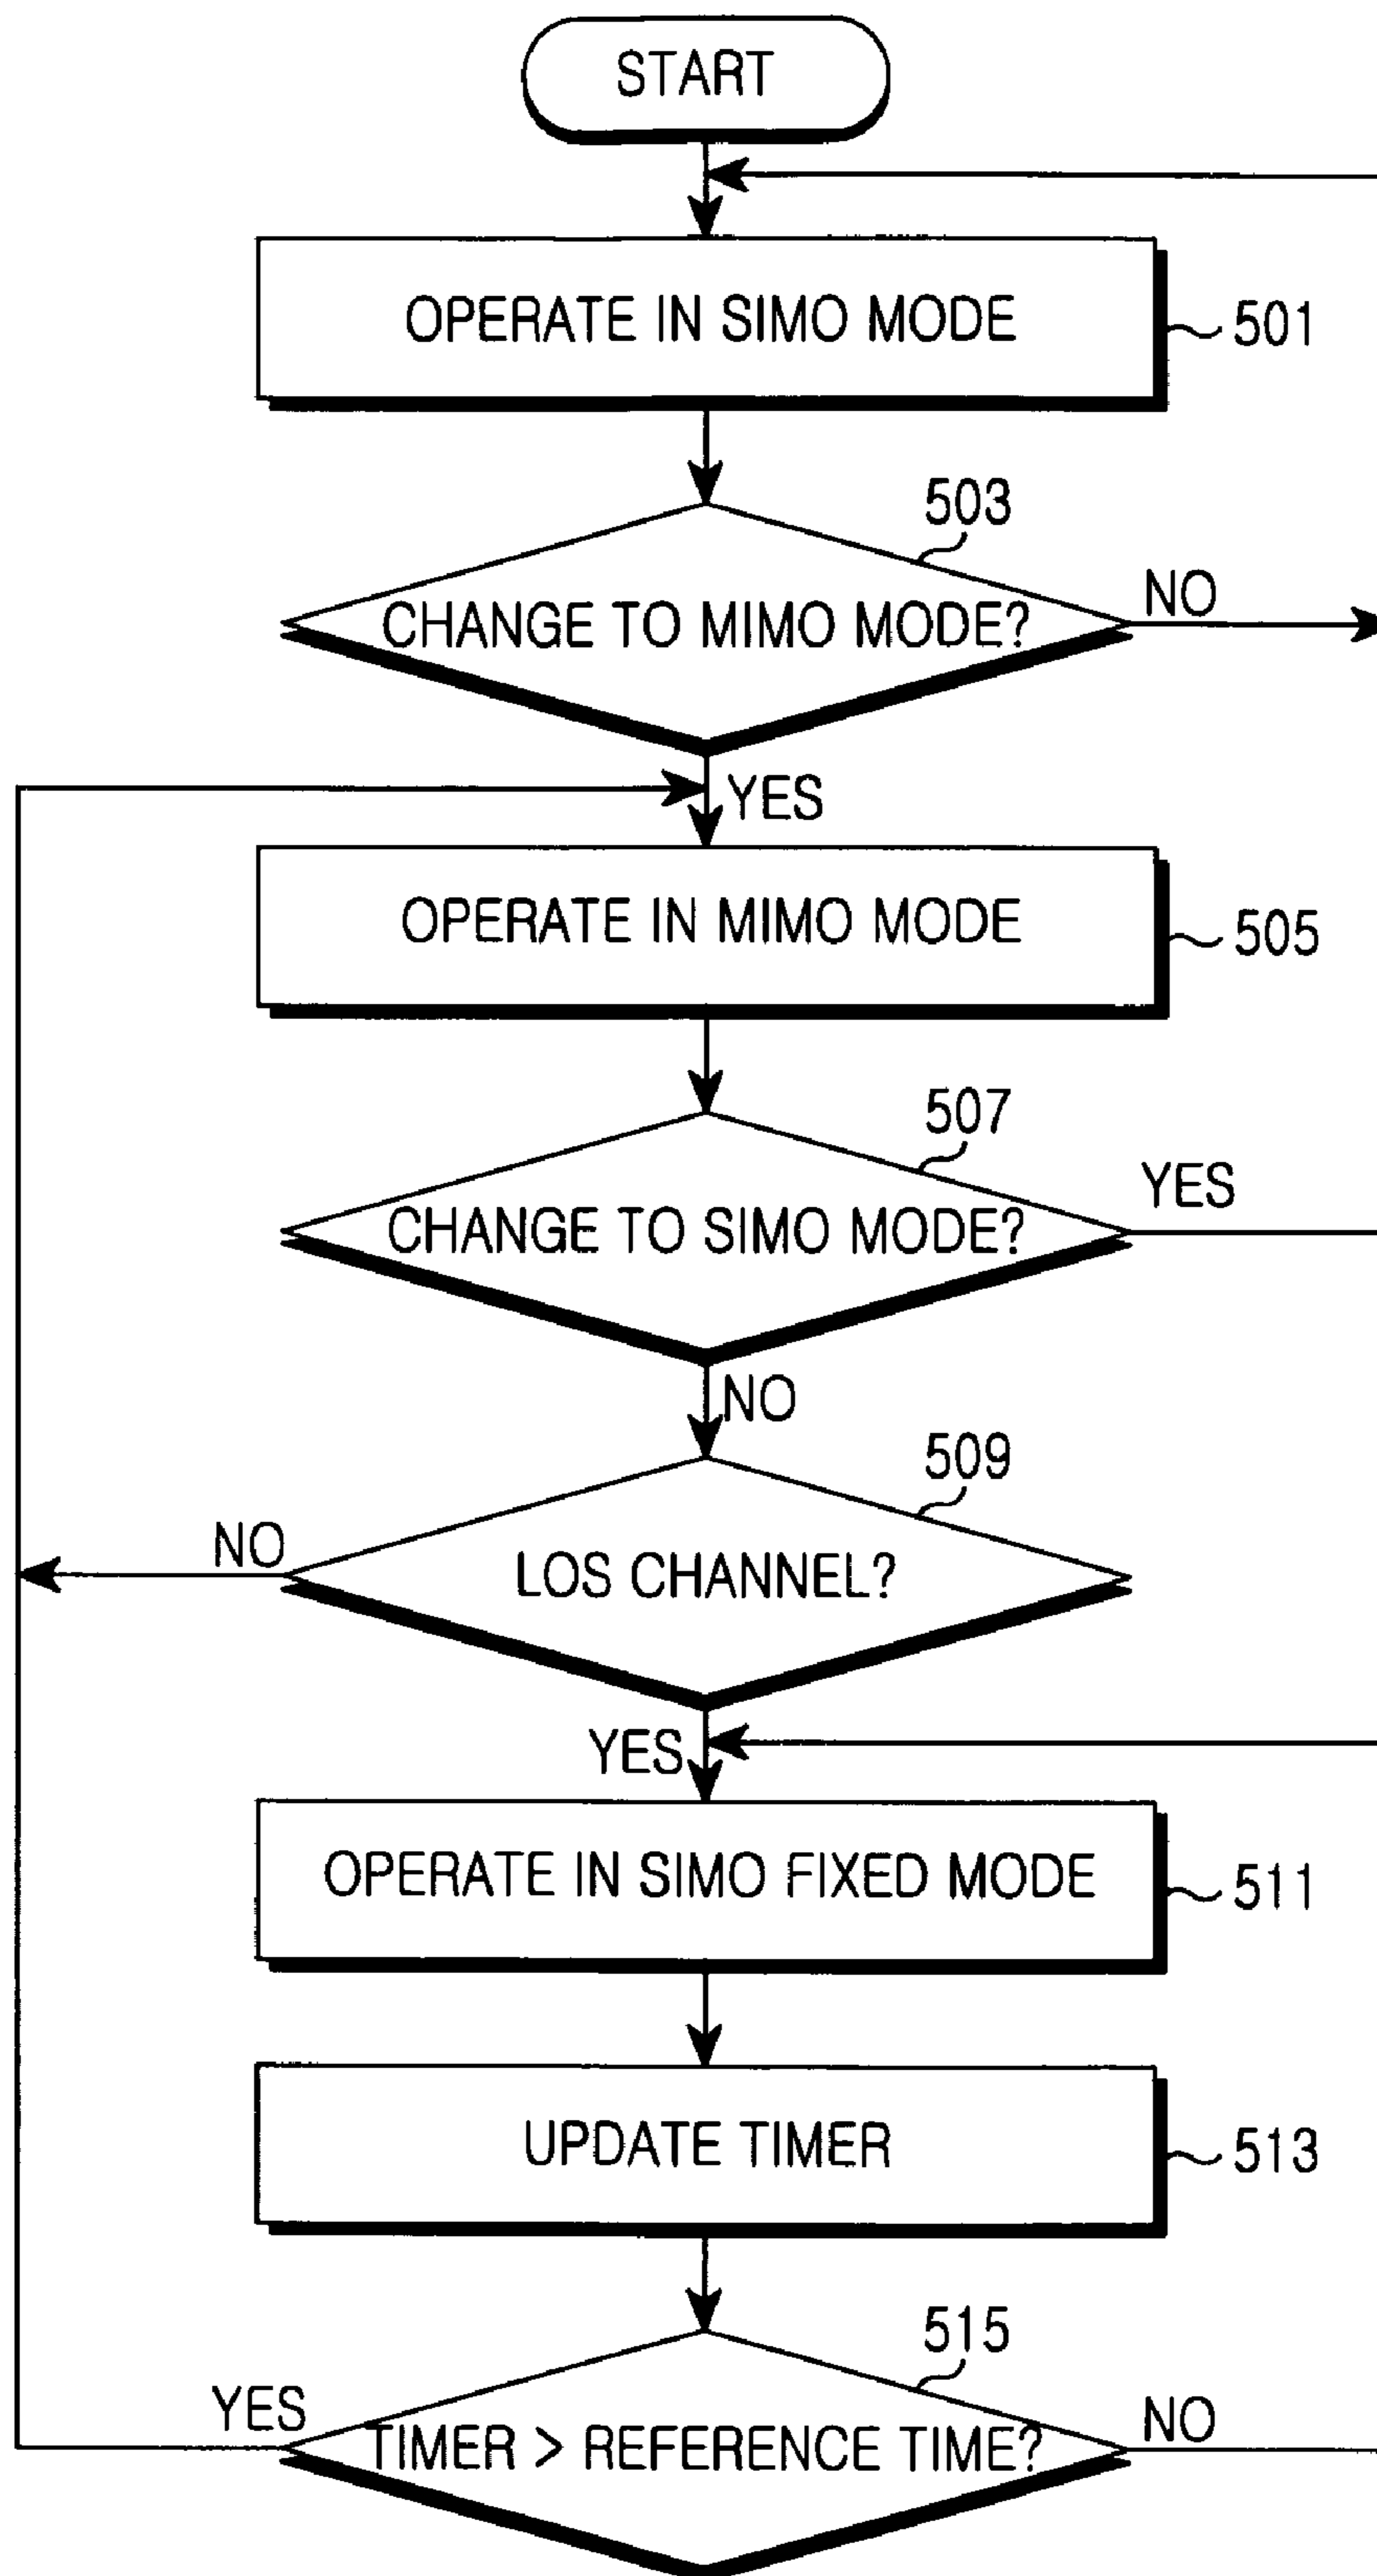 START
OPERATE IN SIMO MODE
501
503
CHANGE TO MIMO MODE?
NO
YES
OPERATE IN MIMO MODE
505
507
CHANGE TO SIMO MODE?
YES
NO
509
LOS CHANNEL?
NO
YES
OPERATE IN SIMO FIXED MODE
511
UPDATE TIMER
513
515
TIMER > REFERENCE TIME?
YES
NO